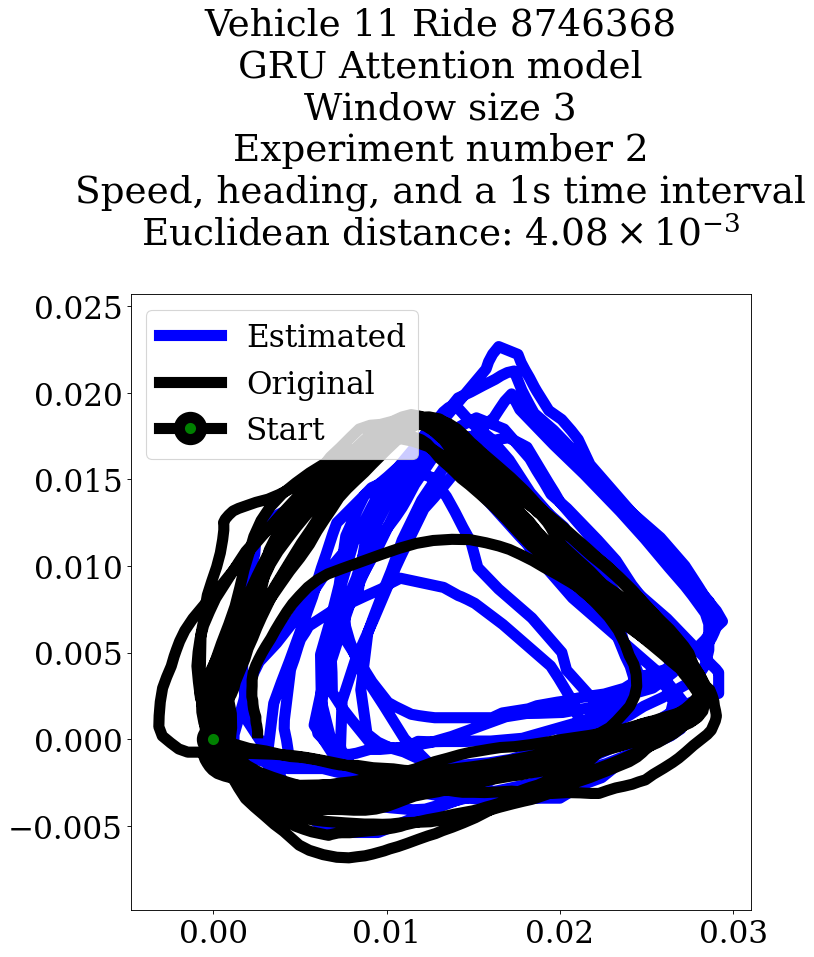 Vehicle 11 Ride 8746368
GRU Attention model
Window size 3
Experiment number 2
Speed, heading, and a 1s time interval
Euclidean distance: 4.08 × 10⁻³
0.025
0.020
0.015
0.010
0.005
0.000
−0.005
Estimated
Original
Start
0.00 0.01 0.02 0.03